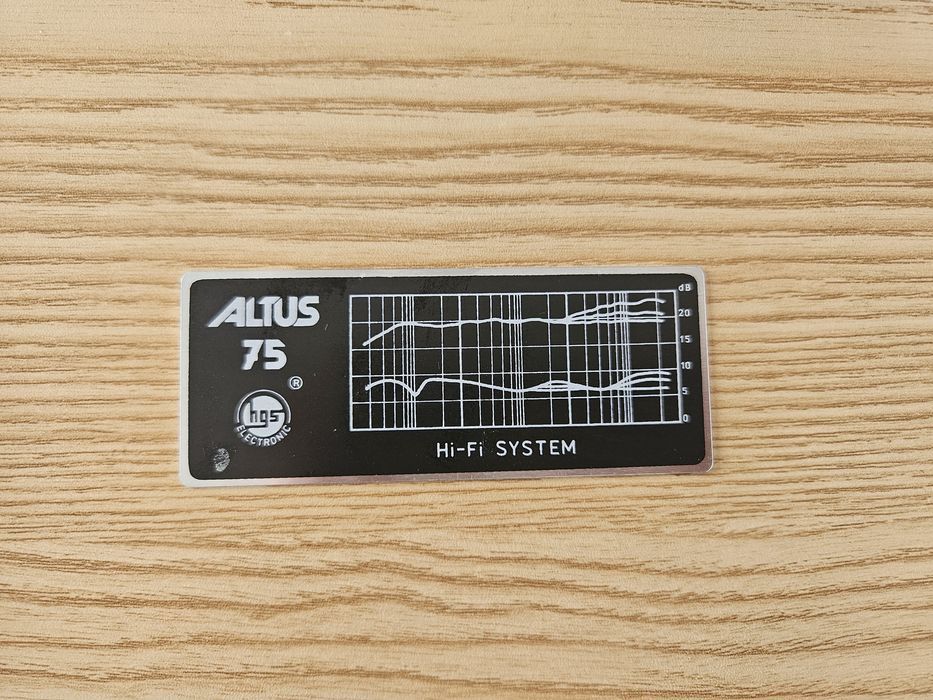 ALTUS
75
®
hgs
ELECTRONIC
dB
20
15
10
5
0
Hi-Fi SYSTEM